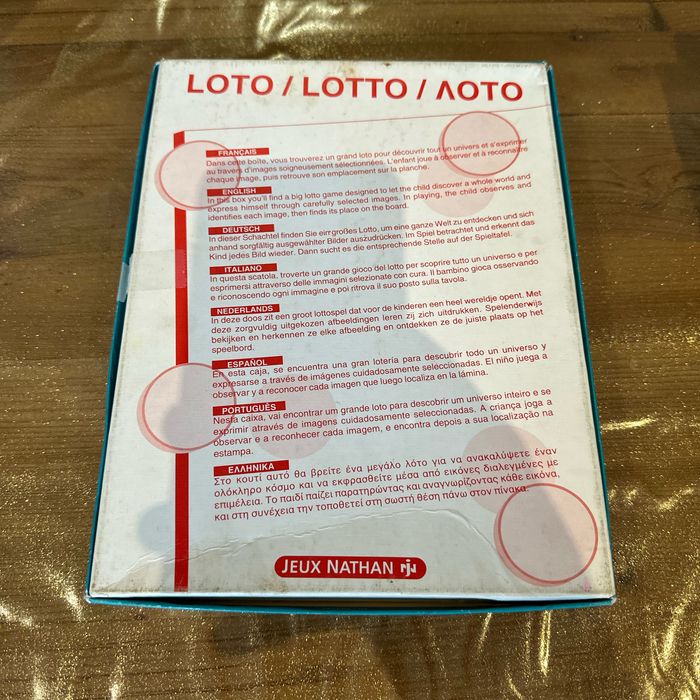 LOTO / LOTTO / ΛΟΤΟ
FRANÇAIS
Dans cette boîte, vous trouverez un grand loto pour découvrir tout un univers et s'exprimer
au travers d'images soigneusement sélectionnées. L'enfant joue à observer et à reconnaître
chaque image, puis retrouve son emplacement sur la planche.
ENGLISH
In this box you'll find a big lotto game designed to let the child discover a whole world and
express himself through carefully selected images. In playing, the child observes and
identifies each image, then finds its place on the board.
DEUTSCH
In dieser Schachtel finden Sie ein großes Lotto, um eine ganze Welt zu entdecken und sich
anhand sorgfältig ausgewählter Bilder auszudrücken. Im Spiel betrachtet und erkennt das
Kind jedes Bild wieder. Dann sucht es die entsprechende Stelle auf der Spieltafel.
ITALIANO
In questa scatola, troverte un grande gioco del lotto per scoprire tutto un universo e per
esprimersi attraverso delle immagini selezionate con cura. Il bambino gioca osservando
e riconoscendo ogni immagine e poi ritrova il suo posto sulla tavola.
NEDERLANDS
In deze doos zit een groot lottospel dat voor de kinderen een heel wereldje opent. Met
deze zorgvuldig uitgekozen afbeeldingen leren zij zich uitdrukken. Spelenderwijs
bekijken en herkennen ze elke afbeelding en ontdekken ze de juiste plaats op het
speelbord.
ESPAÑOL
En esta caja, se encuentra una gran lotería para descubrir todo un universo y
expresarse a través de imágenes cuidadosamente seleccionadas. El niño juega a
observar y a reconocer cada imagen que luego localiza en la lámina.
PORTUGUÊS
Nesta caixa, vai encontrar um grande loto para descobrir um universo inteiro e se
exprimir através de imagens cuidadosamente seleccionadas. A criança joga a
observar e a reconhecer cada imagem, e encontra depois a sua localização na
estampa.
ΕΛΛΗΝΙΚΑ
Στο κουτί αυτό θα βρείτε ένα μεγάλο λότο για να ανακαλύψετε έναν
ολόκληρο κόσμο και να εκφρασθείτε μέσα από εικόνες διαλεγμένες με
επιμέλεια. Το παιδί παίζει παρατηρώντας και αναγνωρίζοντας κάθε εικόνα,
και στη συνέχεια την τοποθετεί στη σωστή θέση πάνω στον πίνακα.
JEUX NATHAN